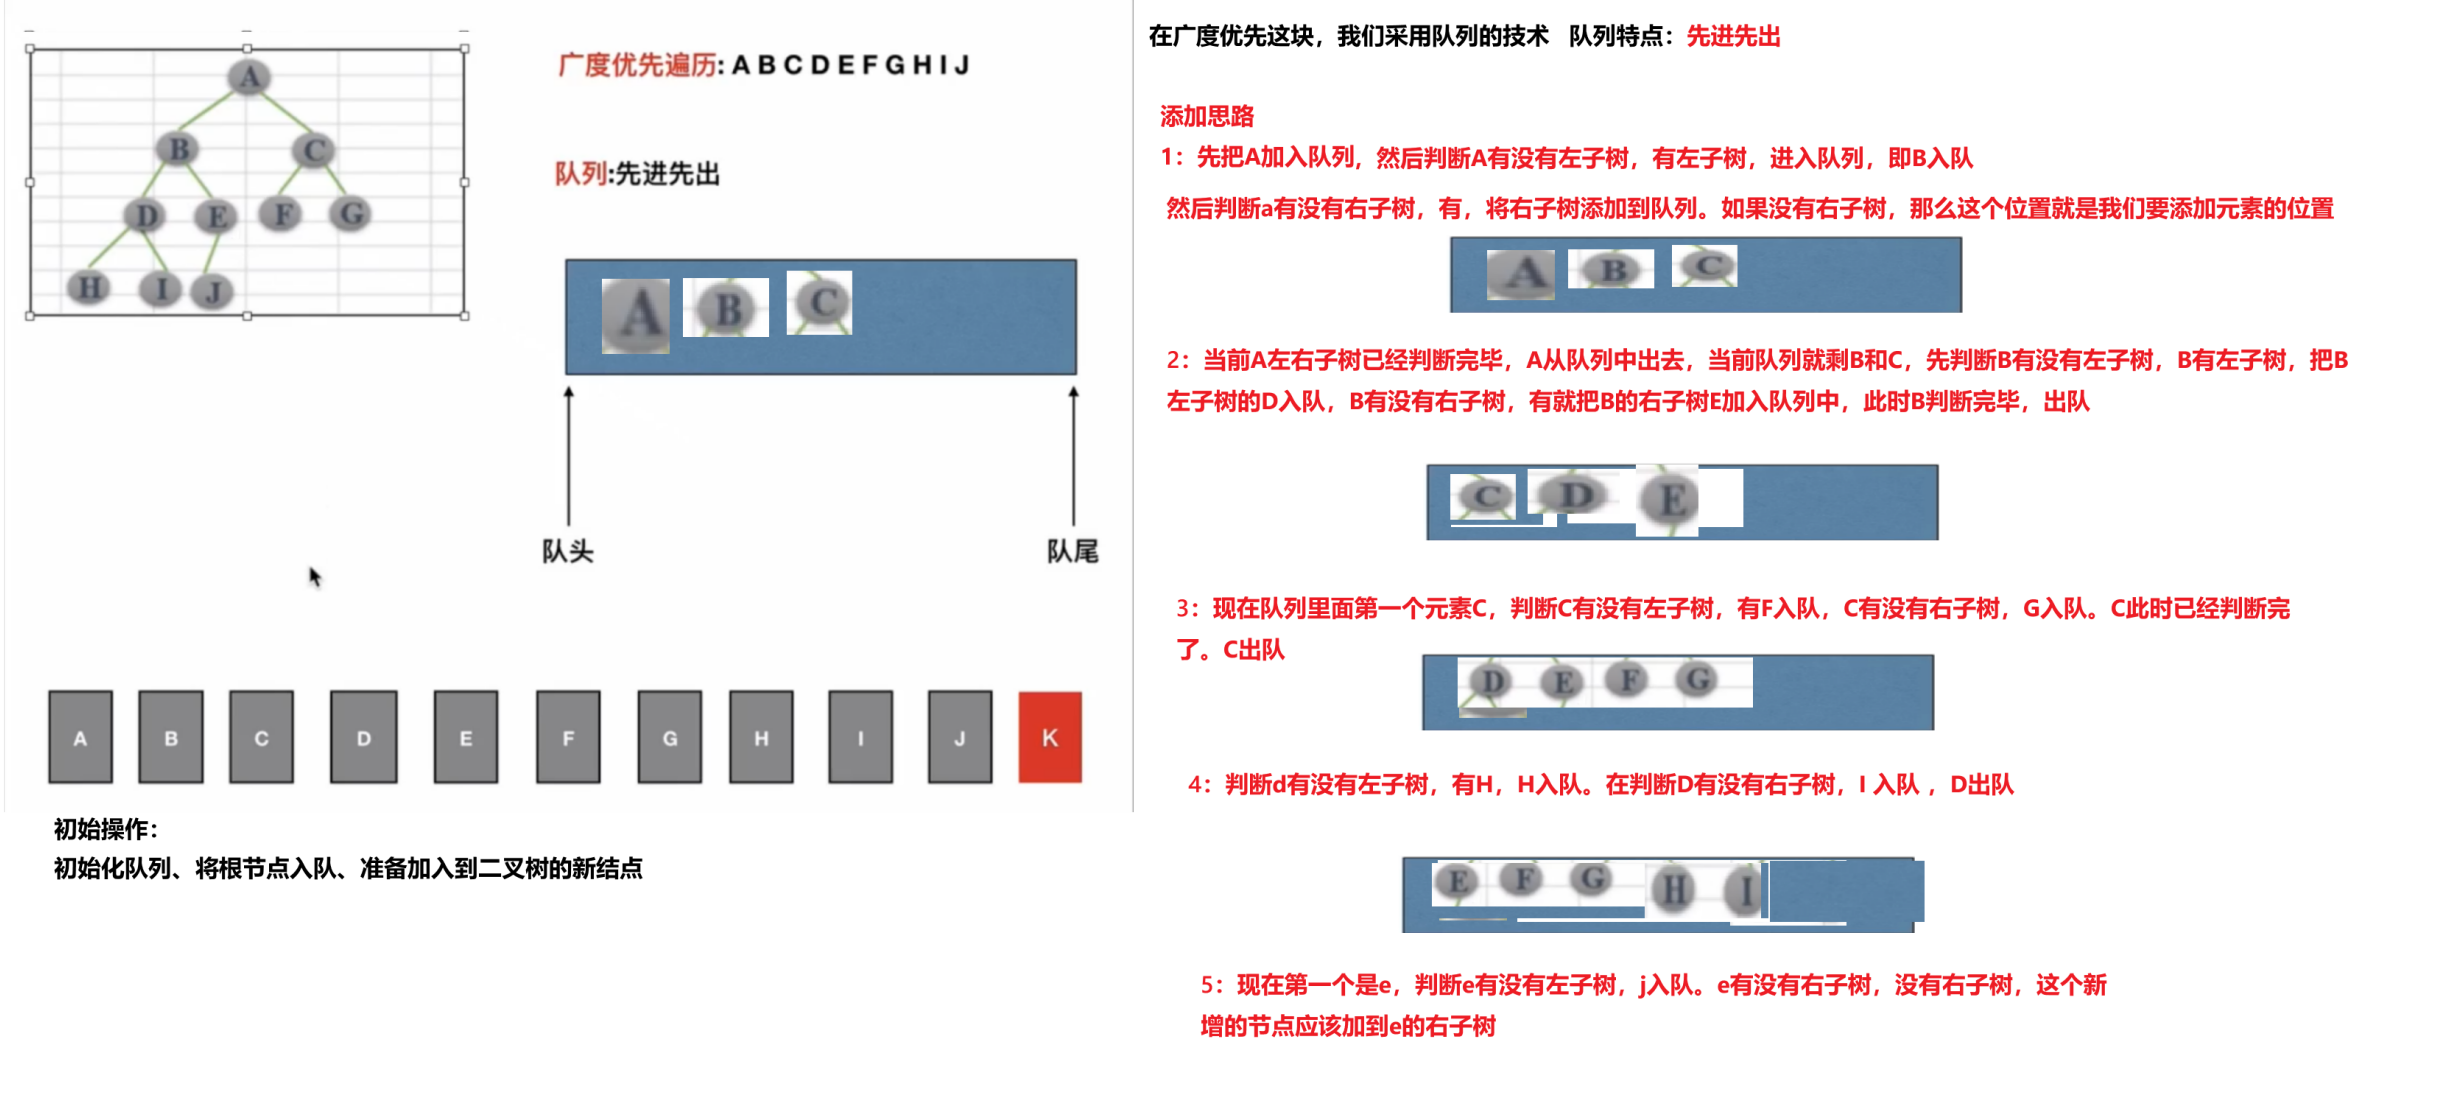 A
B
C
D
E
F
G
H
I
J
广度优先遍历: A B C D E F G H I J
队列:先进先出
A
B
C
队头
队尾
A
B
C
D
E
F
G
H
I
J
K
初始操作：
初始化队列、将根节点入队、准备加入到二叉树的新结点
在广度优先这块，我们采用队列的技术 队列特点：先进先出
添加思路
1：先把A加入队列，然后判断A有没有左子树，有左子树，进入队列，即B入队
然后判断a有没有右子树，有，将右子树添加到队列。如果没有右子树，那么这个位置就是我们要添加元素的位置
A
B
C
2：当前A左右子树已经判断完毕，A从队列中出去，当前队列就剩B和C，先判断B有没有左子树，B有左子树，把B
左子树的D入队，B有没有右子树，有就把B的右子树E加入队列中，此时B判断完毕，出队
C
D
E
3：现在队列里面第一个元素C，判断C有没有左子树，有F入队，C有没有右子树，G入队。C此时已经判断完
了。C出队
D
E
F
G
4：判断d有没有左子树，有H，H入队。在判断D有没有右子树，I 入队 ，D出队
E
F
G
H
I
5：现在第一个是e，判断e有没有左子树，j入队。e有没有右子树，没有右子树，这个新
增的节点应该加到e的右子树